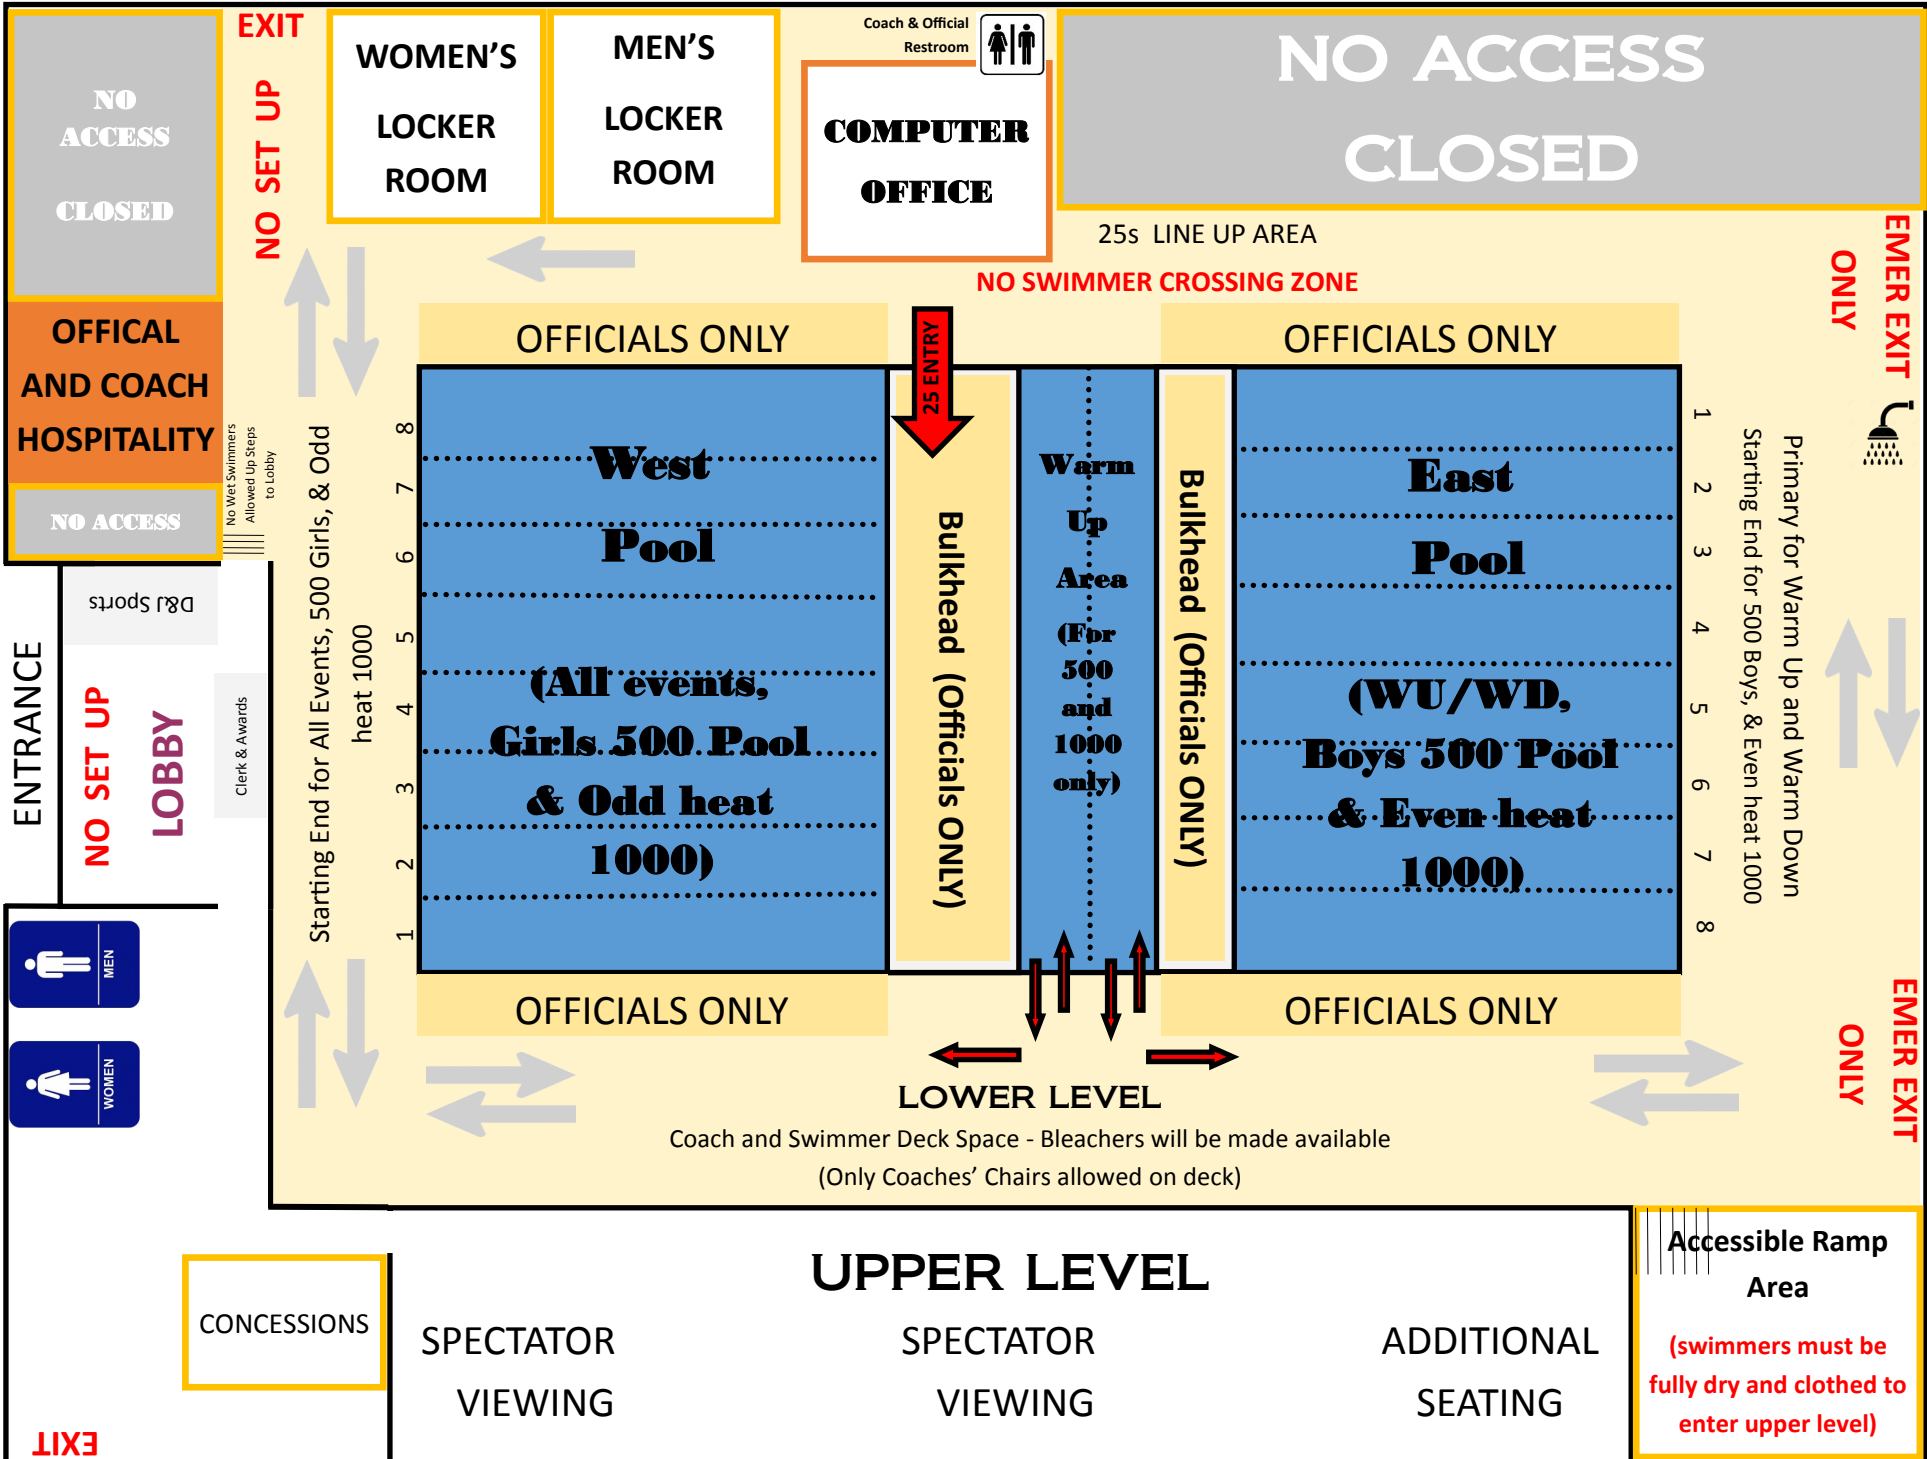 EXIT
NO SET UP
NO
ACCESS
CLOSED
WOMEN’S
LOCKER
ROOM
MEN’S
LOCKER
ROOM
Coach & Official
Restroom
COMPUTER
OFFICE
NO ACCESS
CLOSED
25s LINE UP AREA
NO SWIMMER CROSSING ZONE
EMER EXIT
ONLY
OFFICAL
AND COACH
HOSPITALITY
NO ACCESS
No Wet Swimmers
Allowed Up Steps
to Lobby
OFFICIALS ONLY
25 ENTRY
OFFICIALS ONLY
Starting End for All Events, 500 Girls, & Odd
heat 1000
8
7
6
5
4
3
2
1
West
Pool
(All events,
Girls 500 Pool
& Odd heat
1000)
Bulkhead (Officials ONLY)
Warm
Up
Area
(For
500
and
1000
only)
Bulkhead (Officials ONLY)
East
Pool
(WU/WD,
Boys 500 Pool
& Even heat
1000)
1
2
3
4
5
6
7
8
Primary for Warm Up and Warm Down
Starting End for 500 Boys, & Even heat 1000
D&J Sports
ENTRANCE
NO SET UP
LOBBY
Clerk & Awards
MEN
WOMEN
OFFICIALS ONLY
OFFICIALS ONLY
EMER EXIT
ONLY
LOWER LEVEL
Coach and Swimmer Deck Space - Bleachers will be made available
(Only Coaches’ Chairs allowed on deck)
UPPER LEVEL
CONCESSIONS
SPECTATOR
VIEWING
SPECTATOR
VIEWING
ADDITIONAL
SEATING
Accessible Ramp
Area
(swimmers must be
fully dry and clothed to
enter upper level)
EXIT